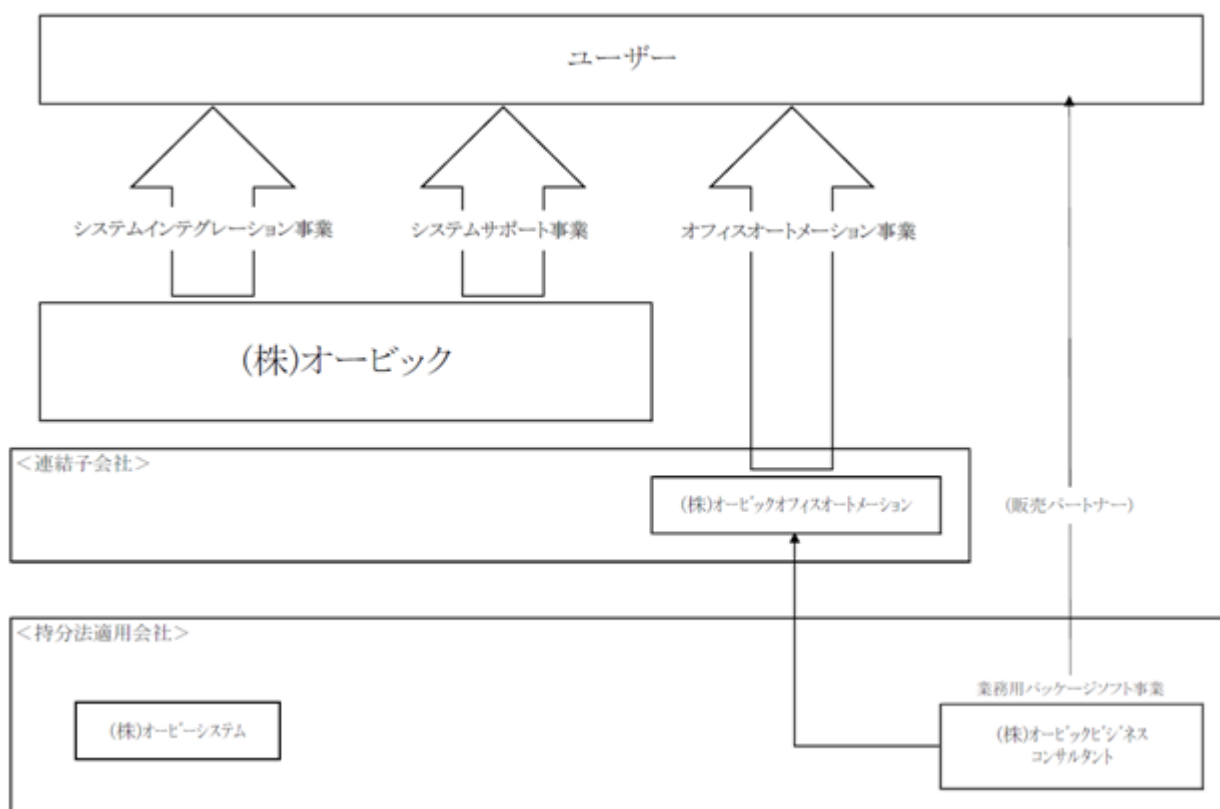 ユーザー
システムインテグレーション事業
システムサポート事業
オフィスオートメーション事業
(株)オービック
＜連結子会社＞
(株)オービックオフィスオートメーション
(販売パートナー)
＜持分法適用会社＞
業務用パッケージソフト事業
(株)オービーシステム
(株)オービックビジネス
コンサルタント